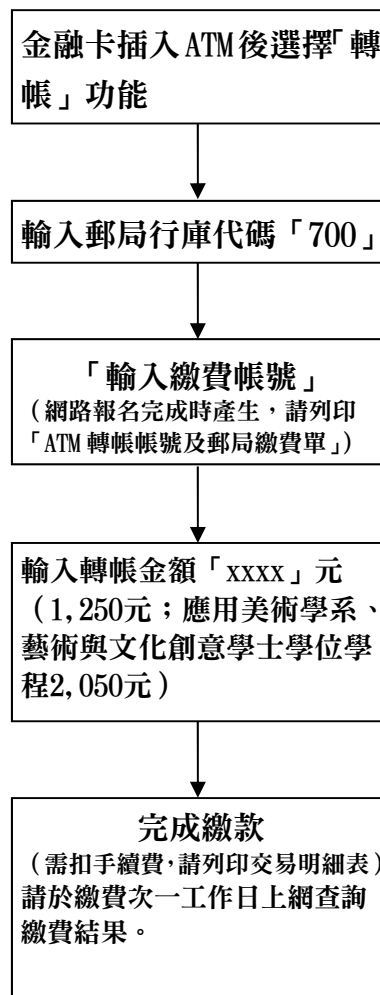 金融卡插入 ATM 後選擇「轉
帳」功能
輸入郵局行庫代碼「700」
「輸入繳費帳號」
（網路報名完成時產生，請列印
「ATM 轉帳帳號及郵局繳費單」）
輸入轉帳金額「xxxx」元
（1,250元；應用美術學系、
藝術與文化創意學士學位學
程2,050元）
完成繳款
（需扣手續費，請列印交易明細表）
請於繳費次一工作日上網查詢
繳費結果。